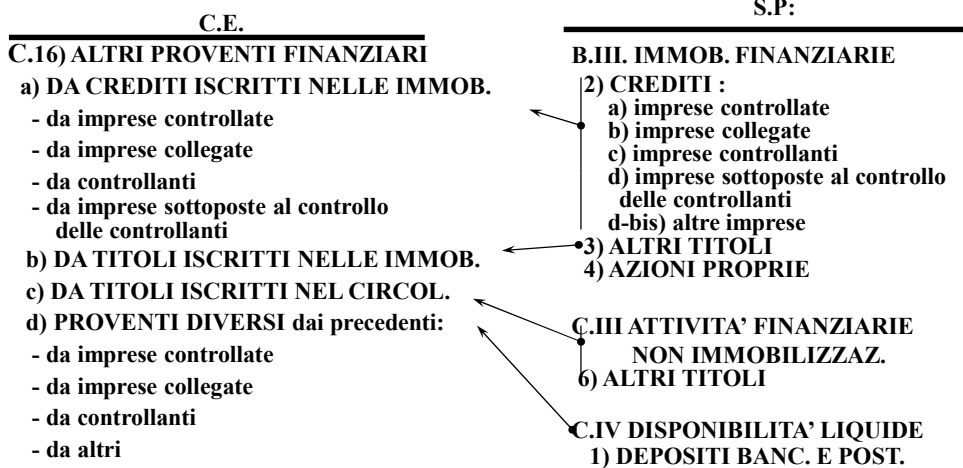 C.E.
C.16) ALTRI PROVENTI FINANZIARI
a) DA CREDITI ISCRITTI NELLE IMMOB.
- da imprese controllate
- da imprese collegate
- da controllanti
- da imprese sottoposte al controllo
delle controllanti
b) DA TITOLI ISCRITTI NELLE IMMOB.
c) DA TITOLI ISCRITTI NEL CIRCOL.
d) PROVENTI DIVERSI dai precedenti:
- da imprese controllate
- da imprese collegate
- da controllanti
- da altri
S.P:
B.III. IMMOB. FINANZIARIE
2) CREDITI :
a) imprese controllate
b) imprese collegate
c) imprese controllanti
d) imprese sottoposte al controllo
delle controllanti
d-bis) altre imprese
3) ALTRI TITOLI
4) AZIONI PROPRIE
C.III ATTIVITA' FINANZIARIE
NON IMMOBILIZZAZ.
6) ALTRI TITOLI
C.IV DISPONIBILITA' LIQUIDE
1) DEPOSITI BANC. E POST.